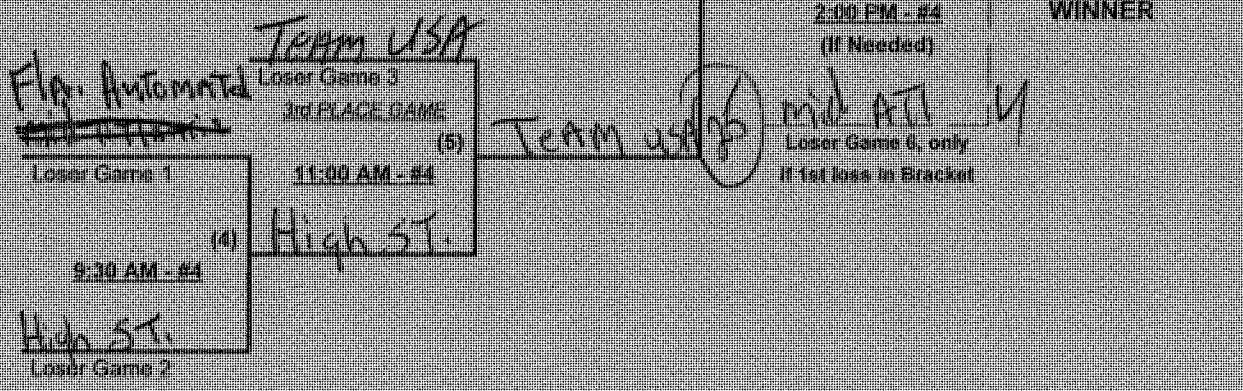 2:00 PM - #4
WINNER
(If Needed)
Team USA
Loser Game 3
Fla. Automated
3rd PLACE GAME
(5)
TEAM USA 26
mid ATl 4
Loser Game 6, only
if 1st loss in Bracket
Loser Game 1
11:00 AM - #4
High ST.
(4)
9:30 AM - #4
High ST.
Loser Game 2